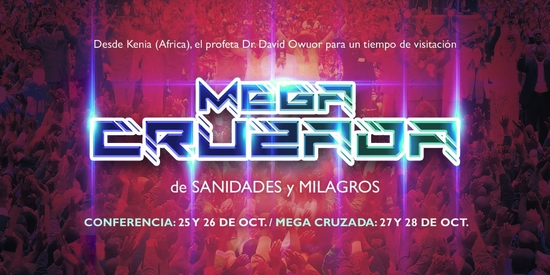 Desde Kenia (Africa), el profeta Dr. David Owuor para un tiempo de visitación
MEGA
CRUZADA
de SANIDADES y MILAGROS
CONFERENCIA: 25 Y 26 DE OCT. / MEGA CRUZADA: 27 Y 28 DE OCT.